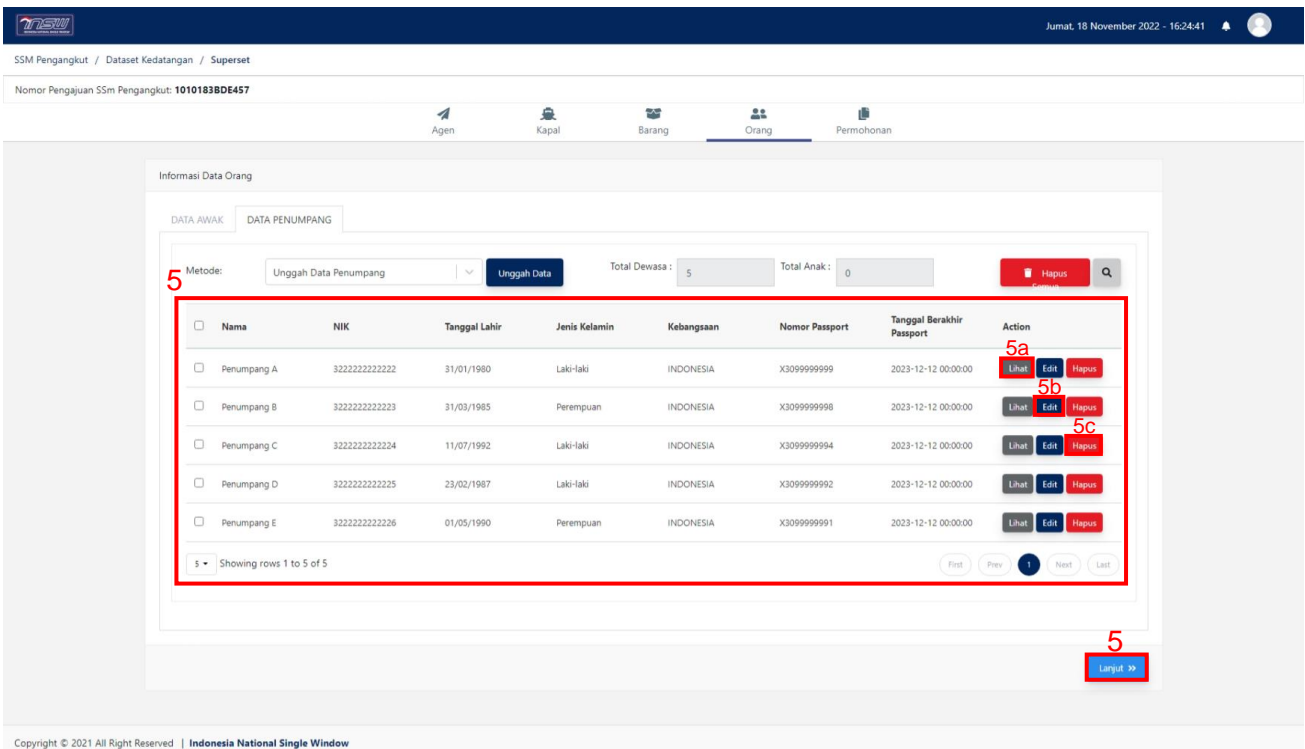 INSW
Jumat, 18 November 2022 - 16:24:41
SSM Pengangkut / Dataset Kedatangan / Superset
Nomor Pengajuan SSm Pengangkut: 1010183BDE457
Agen Kapal Barang Orang Permohonan
Informasi Data Orang
DATA AWAK DATA PENUMPANG
5 Metode: Unggah Data Penumpang Unggah Data Total Dewasa : 5 Total Anak : 0 Hapus Semua
Nama NIK Tanggal Lahir Jenis Kelamin Kebangsaan Nomor Passport Tanggal Berakhir Passport Action
5a
Penumpang A 3222222222222 31/01/1980 Laki-laki INDONESIA X3099999999 2023-12-12 00:00:00 Lihat Edit Hapus
5b
Penumpang B 3222222222223 31/03/1985 Perempuan INDONESIA X3099999998 2023-12-12 00:00:00 Lihat Edit Hapus
5c
Penumpang C 3222222222224 11/07/1992 Laki-laki INDONESIA X3099999994 2023-12-12 00:00:00 Lihat Edit Hapus
Penumpang D 3222222222225 23/02/1987 Laki-laki INDONESIA X3099999992 2023-12-12 00:00:00 Lihat Edit Hapus
Penumpang E 3222222222226 01/05/1990 Perempuan INDONESIA X3099999991 2023-12-12 00:00:00 Lihat Edit Hapus
5 Showing rows 1 to 5 of 5 First Prev 1 Next Last
5
Lanjut »
Copyright © 2021 All Right Reserved | Indonesia National Single Window